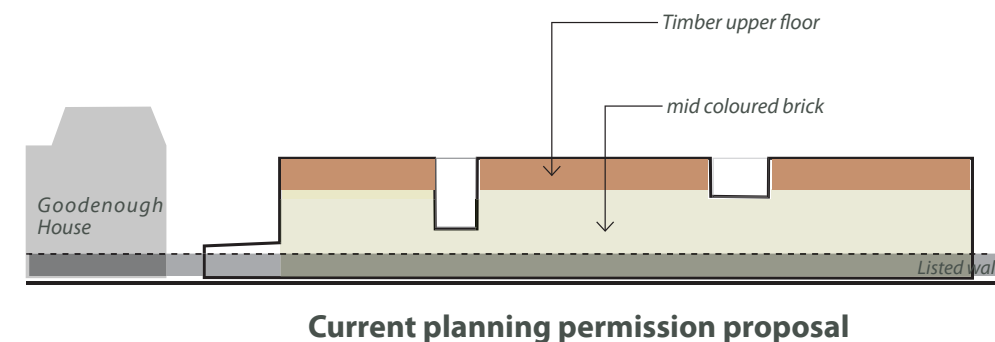 Timber upper floor
mid coloured brick
Goodenough
House
Listed wal
Current planning permission proposal